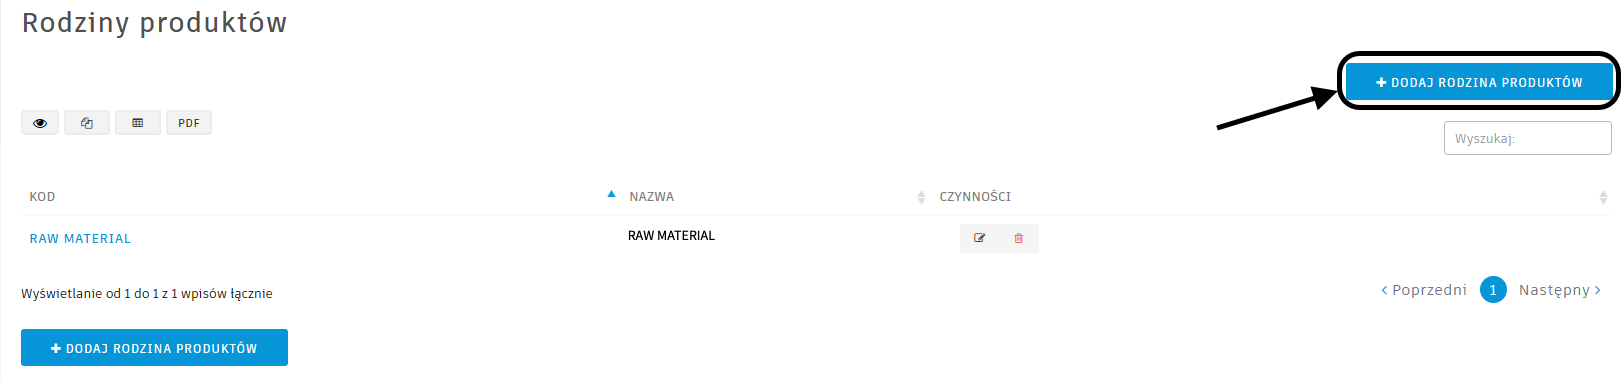 Rodziny produktów
DODAJ RODZINA PRODUKTÓW
PDF
Wyszukaj:
KOD NAZWA CZYNNOŚCI
RAW MATERIAL RAW MATERIAL
Wyświetlanie od 1 do 1 z 1 wpisów łącznie
Poprzedni 1 Następny
DODAJ RODZINA PRODUKTÓW